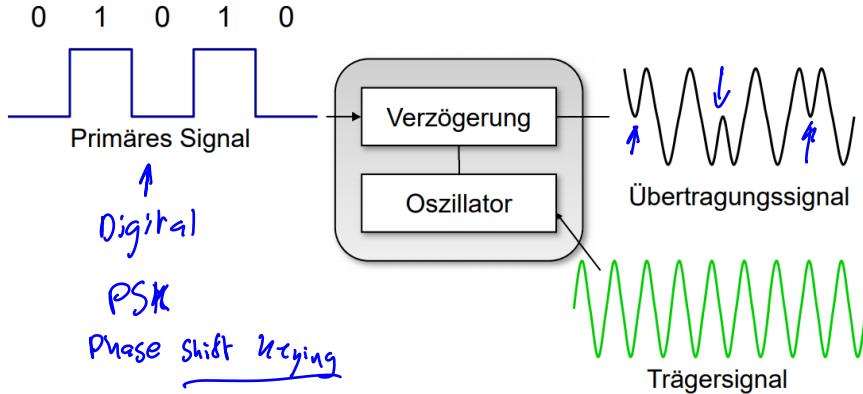 0 1 0 1 0
Primäres Signal
Verzögerung
Oszillator
Übertragungssignal
Trägersignal
Digital
PSK
Phase shift Keying